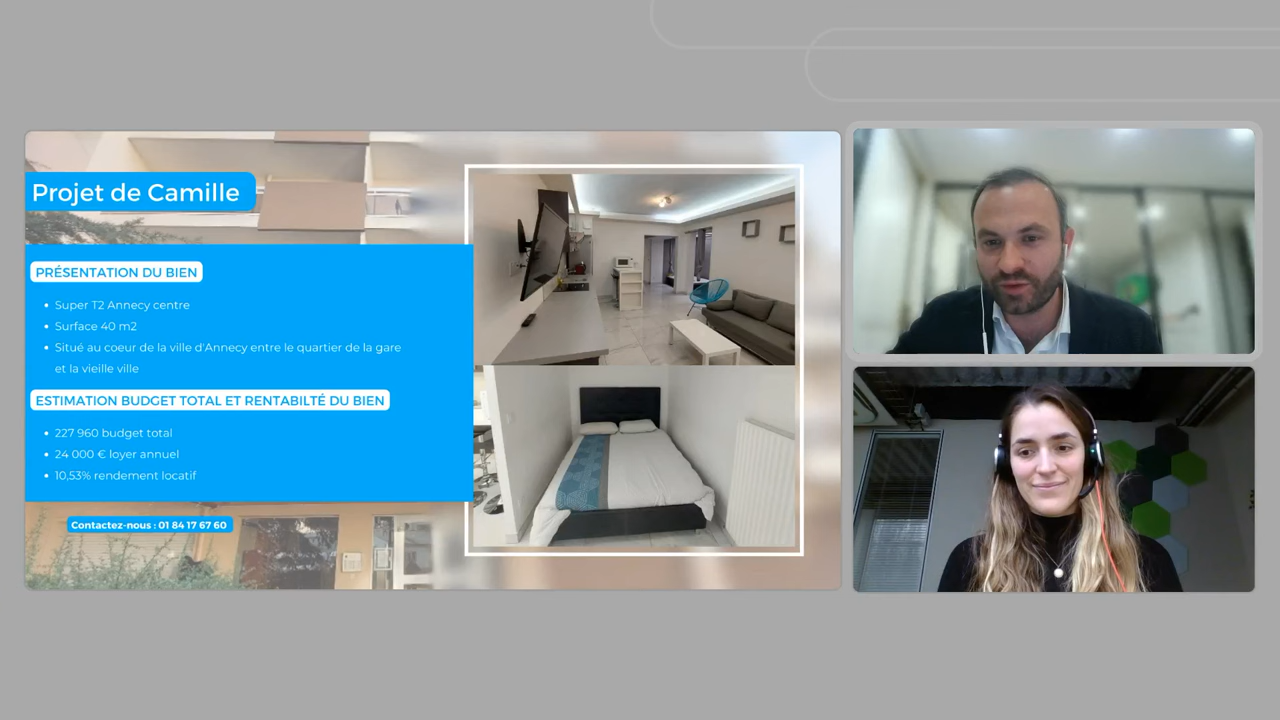 Projet de Camille
PRÉSENTATION DU BIEN
Super T2 Annecy centre
Surface 40 m2
Situé au coeur de la ville d'Annecy entre le quartier de la gare
et la vieille ville
ESTIMATION BUDGET TOTAL ET RENTABILTÉ DU BIEN
227 960 budget total
24 000 € loyer annuel
10,53% rendement locatif
Contactez-nous : 01 84 17 67 60